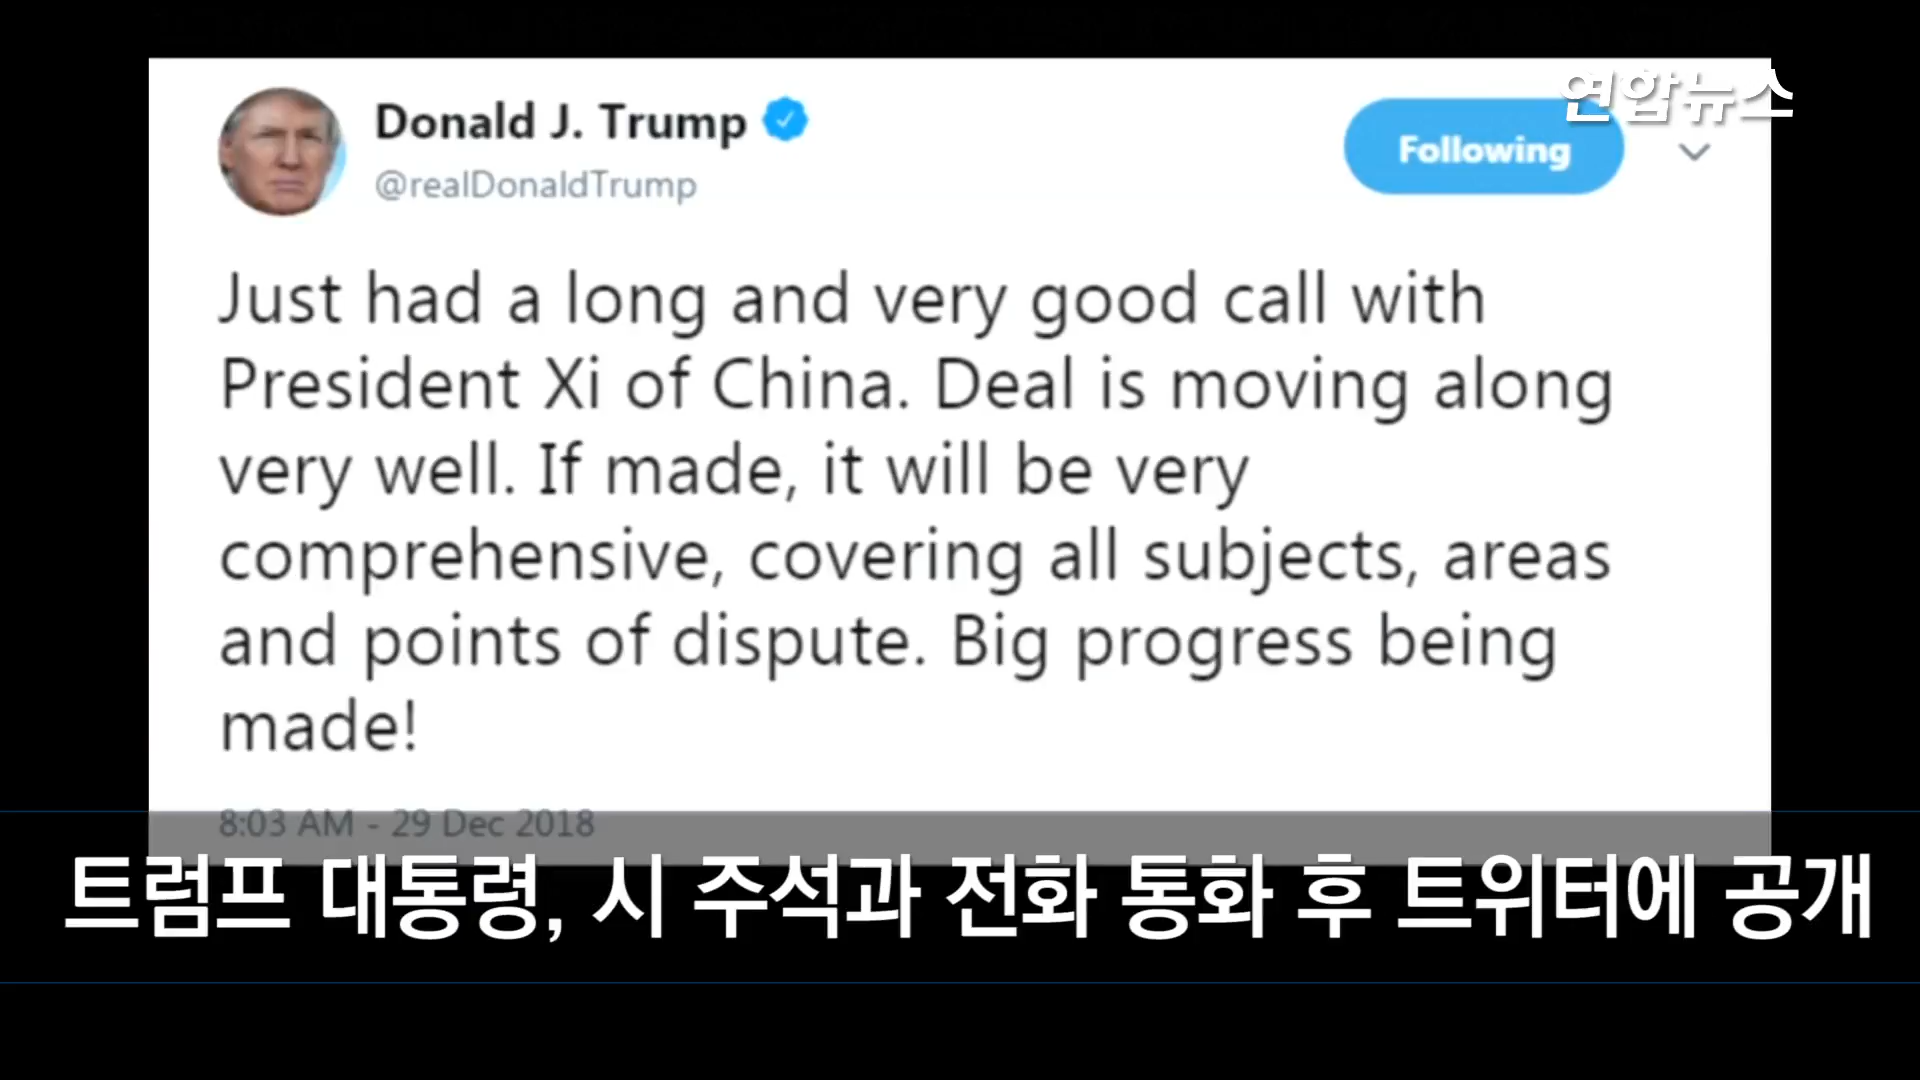 연합뉴스
Donald J. Trump
@realDonaldTrump
Following
Just had a long and very good call with
President Xi of China. Deal is moving along
very well. If made, it will be very
comprehensive, covering all subjects, areas
and points of dispute. Big progress being
made!
8:03 AM - 29 Dec 2018
트럼프 대통령, 시 주석과 전화 통화 후 트위터에 공개